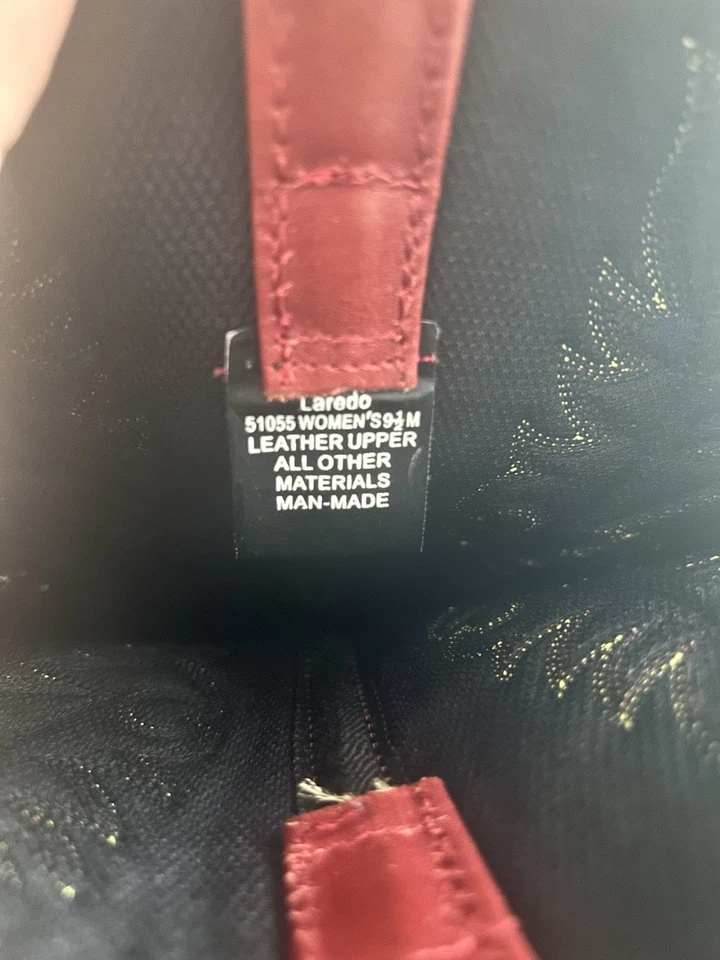 Laredo
51055 WOMEN'S 9½ M
LEATHER UPPER
ALL OTHER
MATERIALS
MAN-MADE